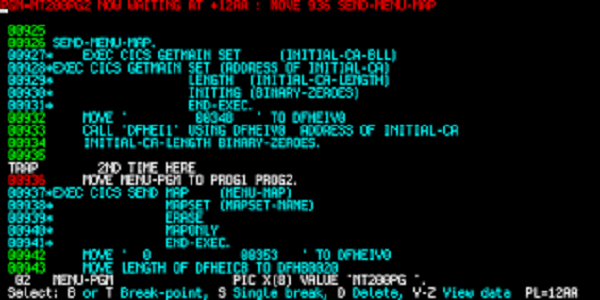 PGM=MT200PG2 NOW WAITING AT +12AA : MOVE 936 SEND-MENU-MAP
00925
00926 SEND-MENU-MAP.
00927* EXEC CICS GETMAIN SET (INITIAL-CA-BLL)
00928*EXEC CICS GETMAIN SET (ADDRESS OF INITIAL-CA)
00929* LENGTH (INITIAL-CA-LENGTH)
00930* INITIMG (BINARY-ZEROES)
00931* END-EXEC.
00932 MOVE ' 00348 ' TO DFHEIV0
00933 CALL 'DFHEI1' USING DFHEIV0 ADDRESS OF INITIAL-CA
00934 INITIAL-CA-LENGTH BINARY-ZEROES.
00935
TRAP 2ND TIME HERE
00936 MOVE MENU-PGM TO PROG1 PROG2.
00937*EXEC CICS SEND MAP (MENU-MAP)
00938* MAPSET (MAPSET-NAME)
00939* ERASE
00940* MAPONLY
00941* END-EXEC.
00942 MOVE ' 0 00353 ' TO DFHEIV0
00943 MOVE LENGTH OF DFHEICB TO DFHB0020
02 MENU-PGM PIC X(8) VALUE 'MT200PG '.
Select: B or T Break-point, S Single break, D Delete, V-Z View data PL=12AA